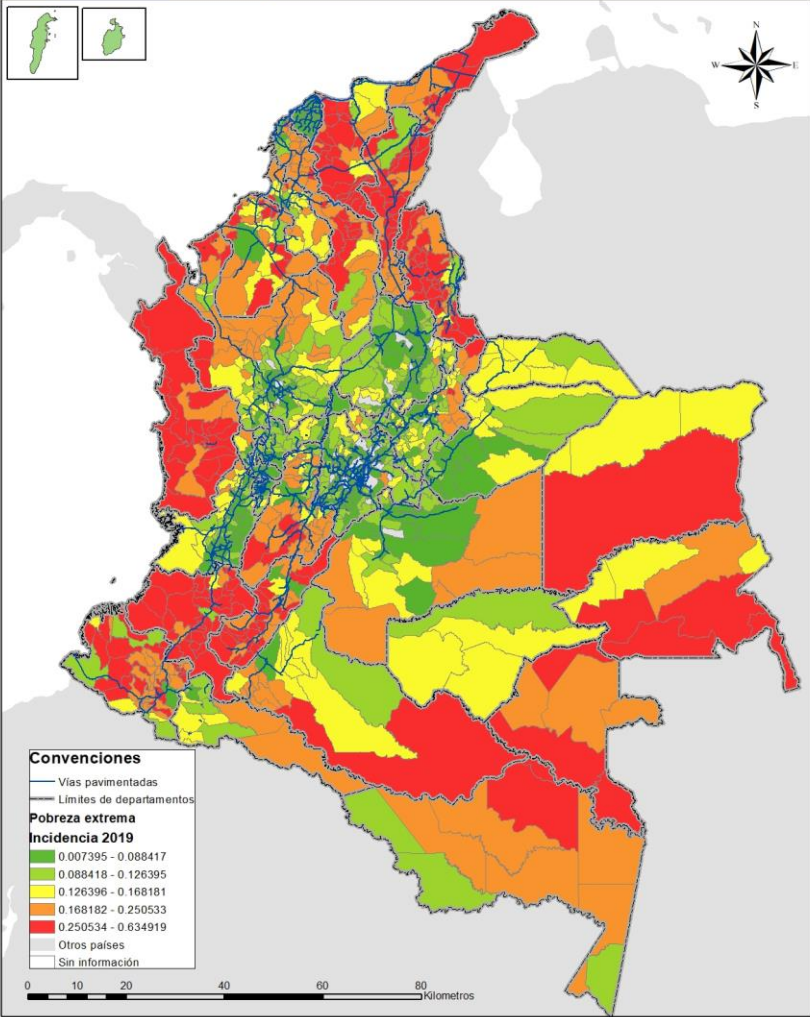 N
W E
S
Convenciones
Vías pavimentadas
Límites de departamentos
Pobreza extrema
Incidencia 2019
0.007395 - 0.088417
0.088418 - 0.126395
0.126396 - 0.168181
0.168182 - 0.250533
0.250534 - 0.634919
Otros países
Sin información
0 10 20 40 60 80
Kilometros